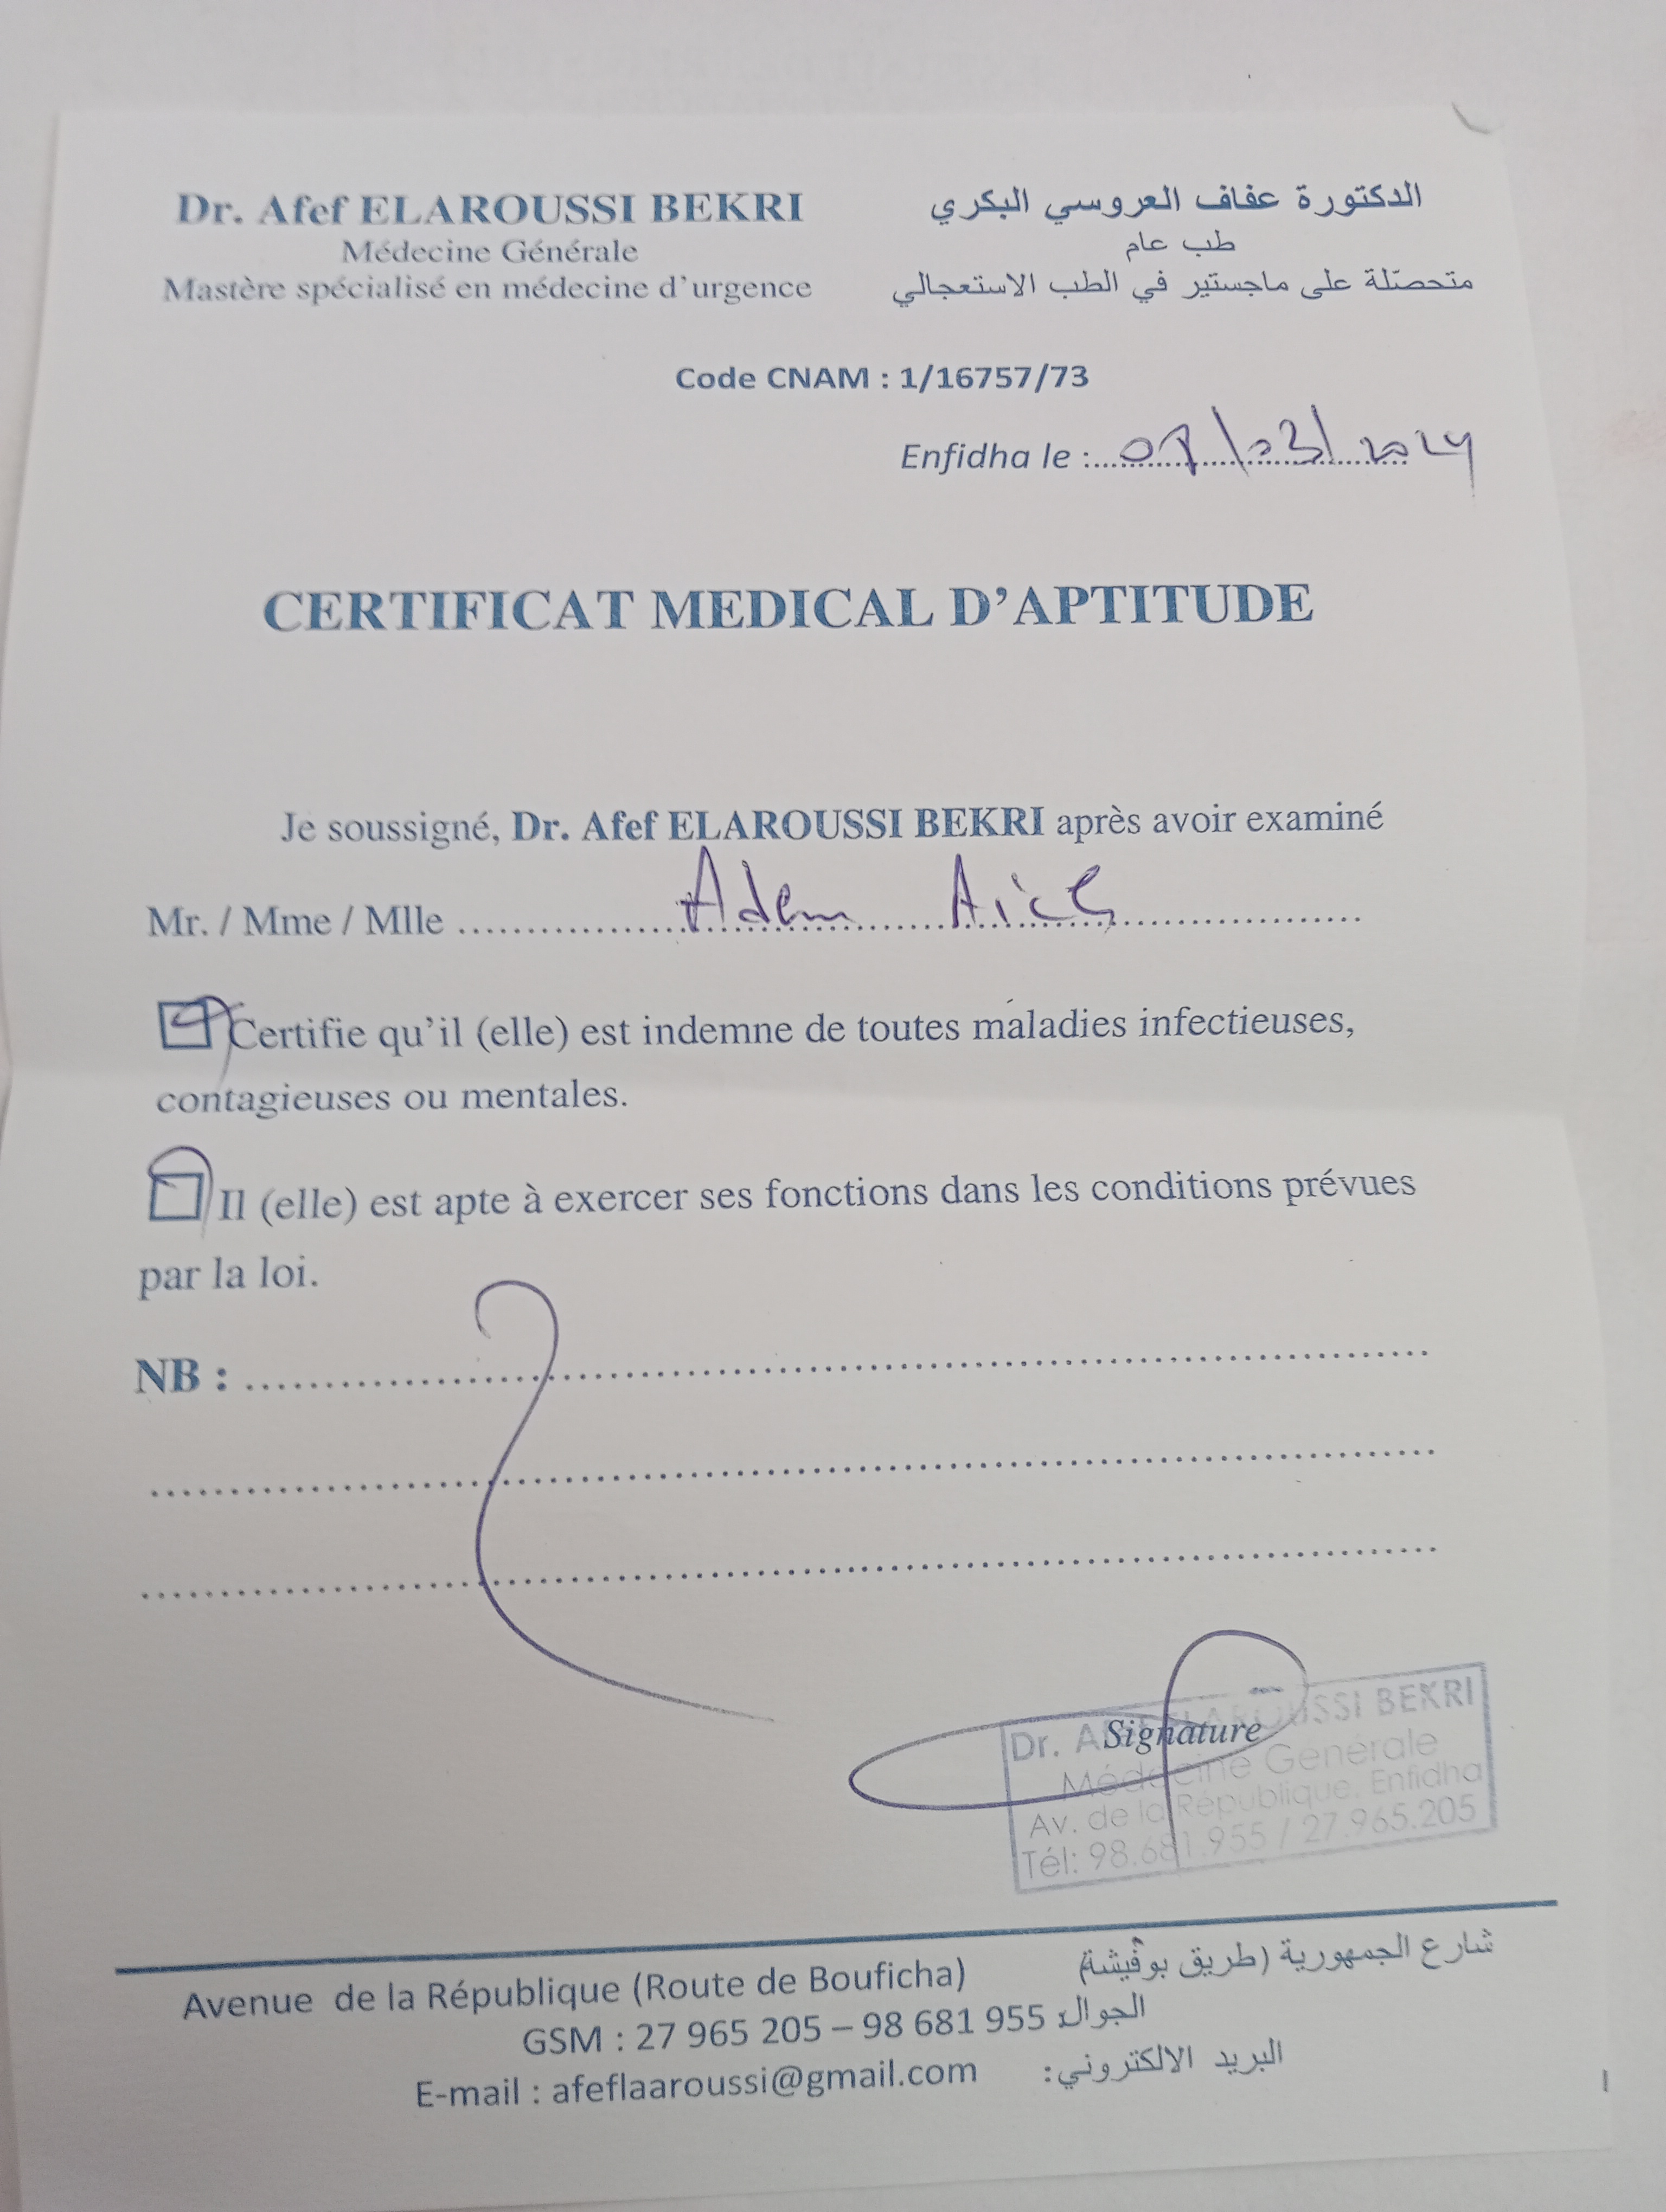 Dr. Afef ELAROUSSI BEKRI
Médecine Générale
Mastère spécialisé en médecine d'urgence
الدكتورة عفاف العروسي البكري
طب عام
متحصّلة على ماجستير في الطب الاستعجالي
Code CNAM : 1/16757/73
Enfidha le : 07/03/2024
CERTIFICAT MEDICAL D'APTITUDE
Je soussigné, Dr. Afef ELAROUSSI BEKRI après avoir examiné
Mr. / Mme / Mlle Adem
Certifie qu'il (elle) est indemne de toutes maladies infectieuses,
contagieuses ou mentales.
Il (elle) est apte à exercer ses fonctions dans les conditions prévues
par la loi.
NB :
Signature
Dr. ELAROUSSI BEKRI
Médecine Générale
Av. de la République. Enfidha
Tél: 98.681.955 / 27.965.205
Avenue de la République (Route de Bouficha)
شارع الجمهورية (طريق بوفيشة)
GSM : 27 965 205 – 98 681 955 الجوال:
E-mail : afeflaaroussi@gmail.com البريد الالكتروني: